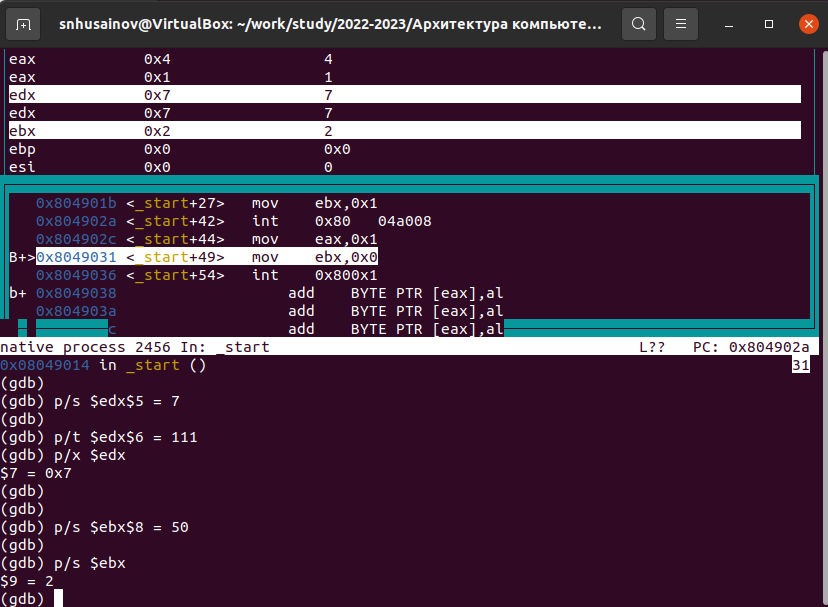 snhusainov@VirtualBox: ~/work/study/2022-2023/Архитектура компьюте...
eax 0x4 4
eax 0x1 1
edx 0x7 7
edx 0x7 7
ebx 0x2 2
ebp 0x0 0x0
esi 0x0 0
0x804901b <_start+27> mov ebx,0x1
0x804902a <_start+42> int 0x80 04a008
0x804902c <_start+44> mov eax,0x1
B+>0x8049031 <_start+49> mov ebx,0x0
0x8049036 <_start+54> int 0x800x1
b+ 0x8049038 add BYTE PTR [eax],al
0x804903a add BYTE PTR [eax],al
c add BYTE PTR [eax],al
native process 2456 In: _start L?? PC: 0x804902a
0x08049014 in _start () 31
(gdb)
(gdb) p/s $edx$5 = 7
(gdb)
(gdb) p/t $edx$6 = 111
(gdb) p/x $edx
$7 = 0x7
(gdb)
(gdb)
(gdb) p/s $ebx$8 = 50
(gdb)
(gdb) p/s $ebx
$9 = 2
(gdb)